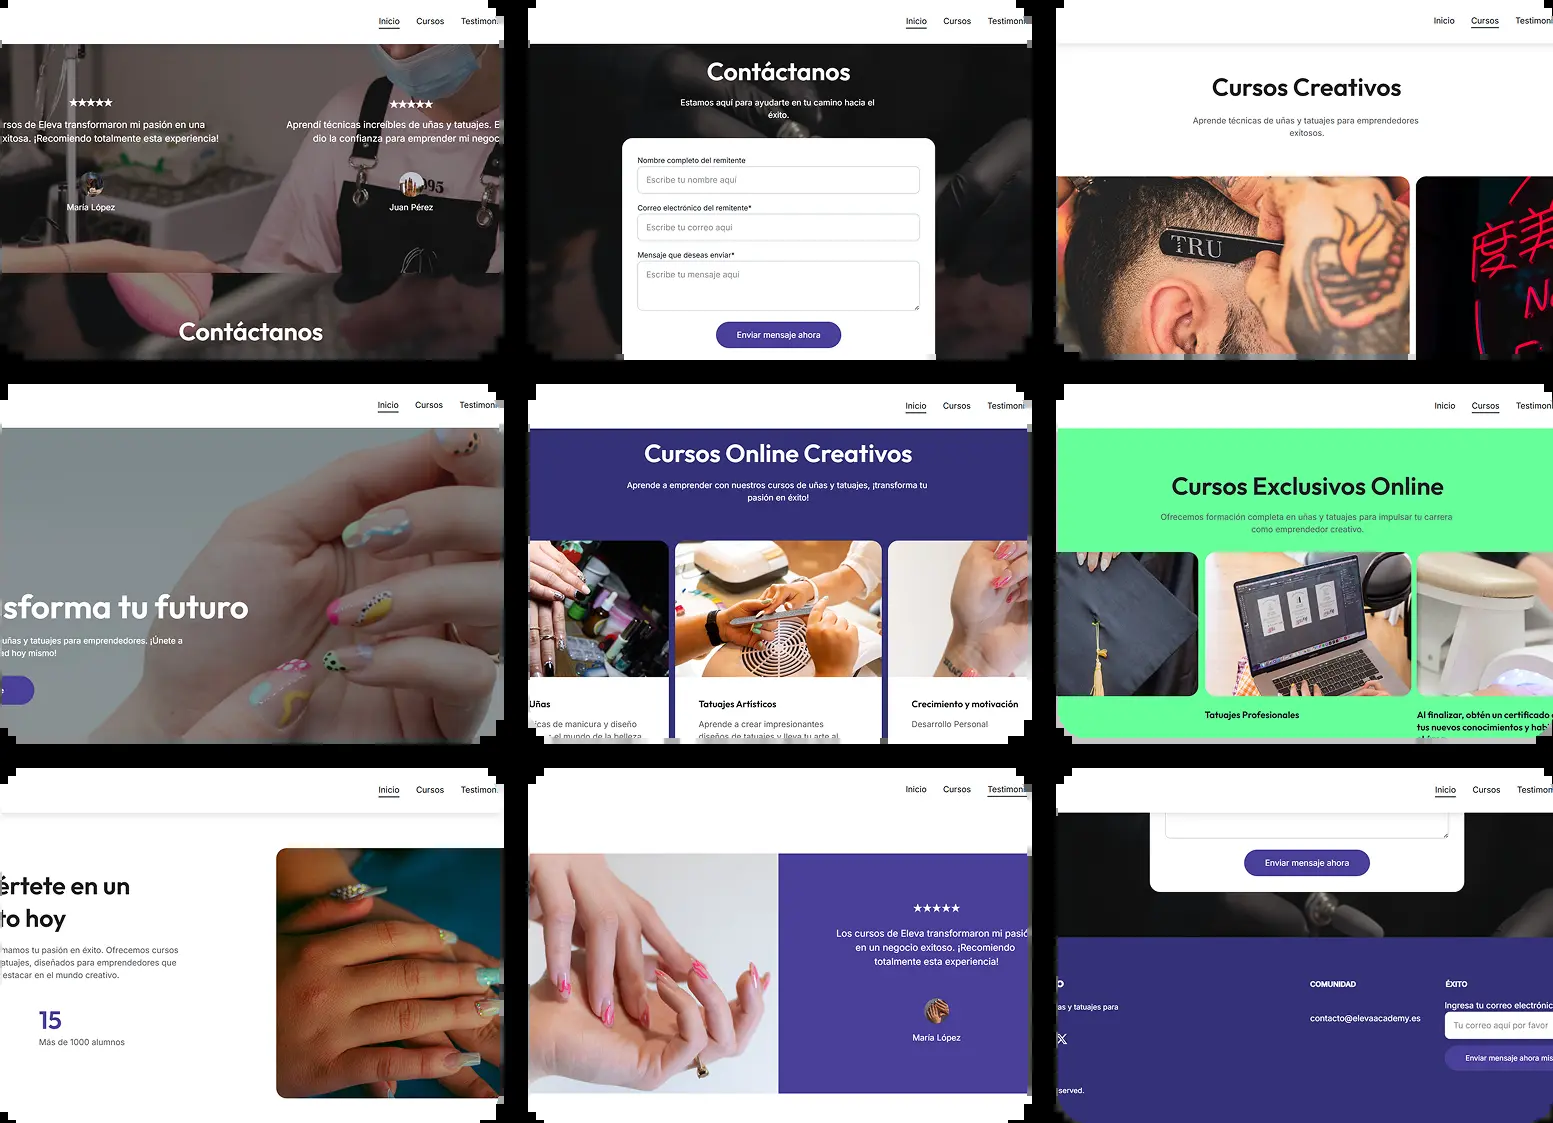 Inicio Cursos Testimoni
★★★★★
rsos de Eleva transformaron mi pasión en una
xitosa. ¡Recomiendo totalmente esta experiencia!
María López
★★★★★
Aprendí técnicas increíbles de uñas y tatuajes. E
dio la confianza para emprender mi negoc
Juan Pérez
Contáctanos
Inicio Cursos Testimoni
Contáctanos
Estamos aquí para ayudarte en tu camino hacia el
éxito.
Nombre completo del remitente
Escribe tu nombre aquí
Correo electrónico del remitente*
Escribe tu correo aquí
Mensaje que deseas enviar*
Escribe tu mensaje aquí
Enviar mensaje ahora
Inicio Cursos Testimoni
Cursos Creativos
Aprende técnicas de uñas y tatuajes para emprendedores
exitosos.
TRU
度美
No
Inicio Cursos Testimoni
sforma tu futuro
uñas y tatuajes para emprendedores. ¡Únete a
ad hoy mismo!
Inicio Cursos Testimoni
Cursos Online Creativos
Aprende a emprender con nuestros cursos de uñas y tatuajes, ¡transforma tu
pasión en éxito!
Uñas
icas de manicura y diseño
el mundo de la belleza
Tatuajes Artísticos
Aprende a crear impresionantes
diseños de tatuajes y lleva tu arte al
Crecimiento y motivación
Desarrollo Personal
Inicio Cursos Testimoni
Cursos Exclusivos Online
Ofrecemos formación completa en uñas y tatuajes para impulsar tu carrera
como emprendedor creativo.
Tatuajes Profesionales
Al finalizar, obtén un certificado
tus nuevos conocimientos y hab
Inicio Cursos Testimon
értete en un
to hoy
mamos tu pasión en éxito. Ofrecemos cursos
atuajes, diseñados para emprendedores que
estacar en el mundo creativo.
15
Más de 1000 alumnos
Inicio Cursos Testimoni
★★★★★
Los cursos de Eleva transformaron mi pasió
en un negocio exitoso. ¡Recomiendo
totalmente esta experiencia!
María López
Inicio Cursos Testimon
Enviar mensaje ahora
O
as y tatuajes para
served.
COMUNIDAD
contacto@elevaacademy.es
ÉXITO
Ingresa tu correo electrónic
Tu correo aquí por favor
Enviar mensaje ahora mis